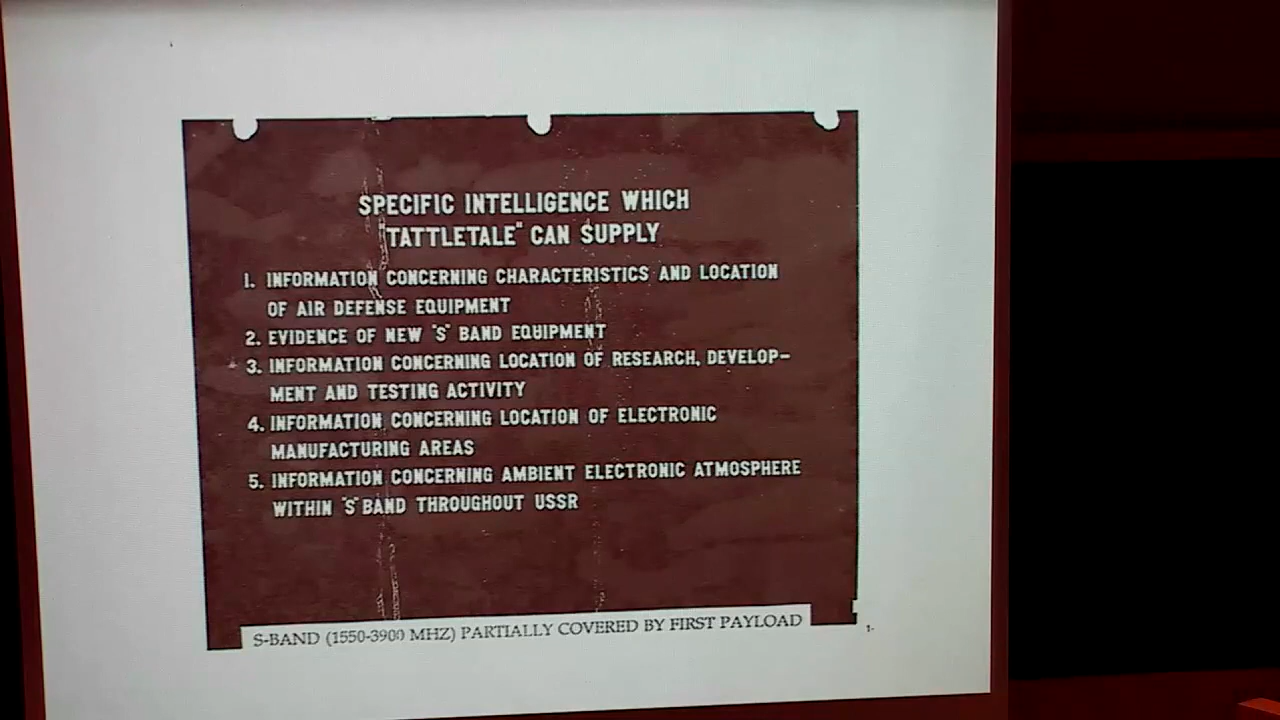 SPECIFIC INTELLIGENCE WHICH
"TATTLETALE" CAN SUPPLY
1. INFORMATION CONCERNING CHARACTERISTICS AND LOCATION
OF AIR DEFENSE EQUIPMENT
2. EVIDENCE OF NEW "S" BAND EQUIPMENT
3. INFORMATION CONCERNING LOCATION OF RESEARCH, DEVELOP-
MENT AND TESTING ACTIVITY
4. INFORMATION CONCERNING LOCATION OF ELECTRONIC
MANUFACTURING AREAS
5. INFORMATION CONCERNING AMBIENT ELECTRONIC ATMOSPHERE
WITHIN "S" BAND THROUGHOUT USSR
S-BAND (1550-3900 MHZ) PARTIALLY COVERED BY FIRST PAYLOAD